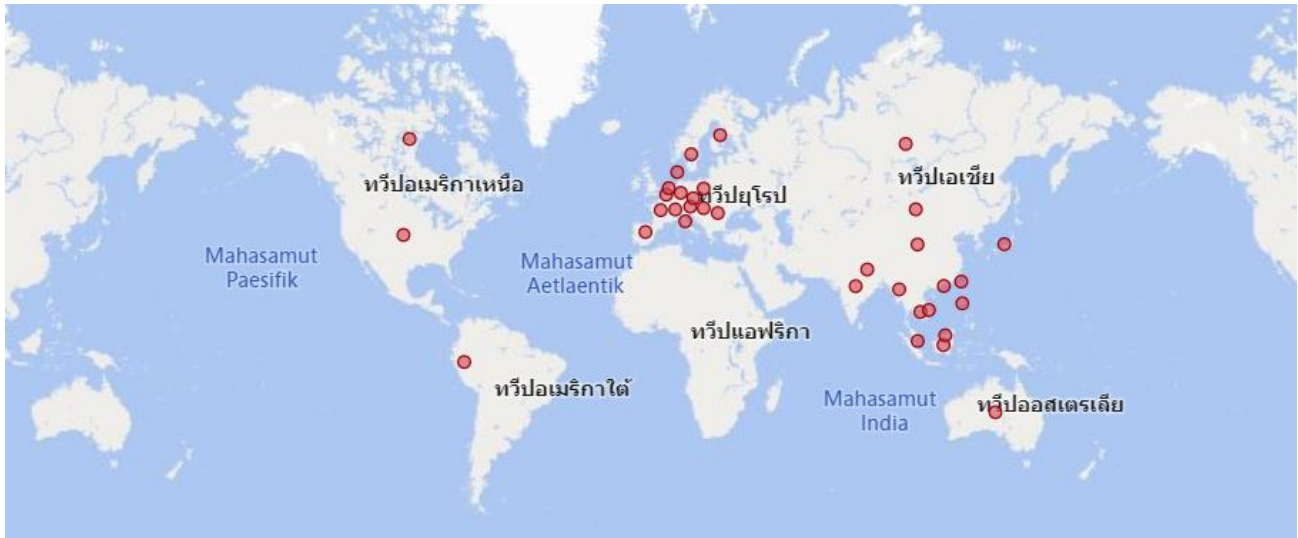 ทวีปอเมริกาเหนือ
ทวีปยุโรป
ทวีปเอเชีย
Mahasamut
Paesifik
Mahasamut
Aetlaentik
ทวีปแอฟริกา
ทวีปอเมริกาใต้
Mahasamut
India
ทวีปออสเตรเลีย